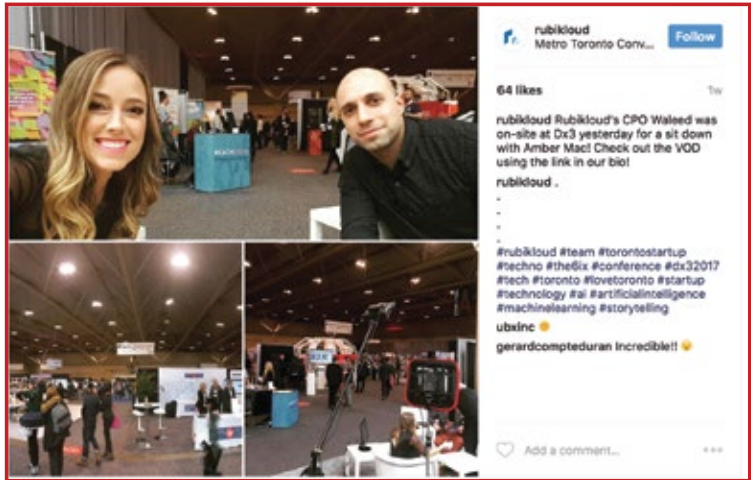 rubikloud
Metro Toronto Conv...
Follow
64 likes
1w
rubikloud Rubikloud's CPO Waleed was
on-site at Dx3 yesterday for a sit down
with Amber Mac! Check out the VOD
using the link in our bio!
rubikloud .
.
.
.
.
#rubikloud #team #torontostartup
#techno #the6ix #conference #dx32017
#tech #toronto #lovetoronto #startup
#technology #ai #artificialintelligence
#machinelearning #storytelling
ubxinc
gerardcompteduran Incredible!! 😉
Add a comment...